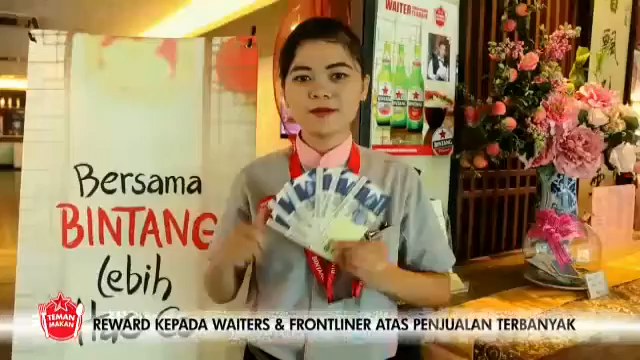 WAITER
Bersama
BINTANG
Lebih
BINTANG
TEMAN
MAKAN
REWARD KEPADA WAITERS & FRONTLINER ATAS PENJUALAN TERBANYAK